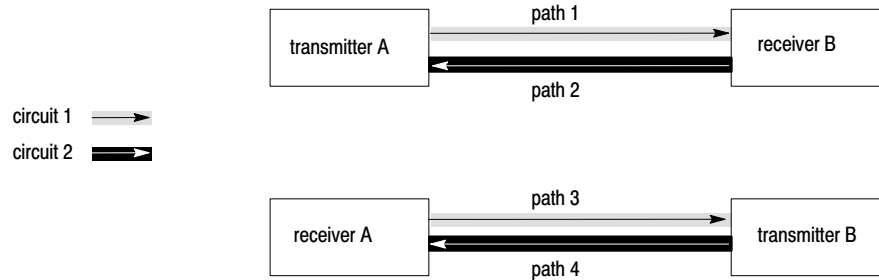 path 1
transmitter A
receiver B
path 2
circuit 1
circuit 2
path 3
receiver A
transmitter B
path 4